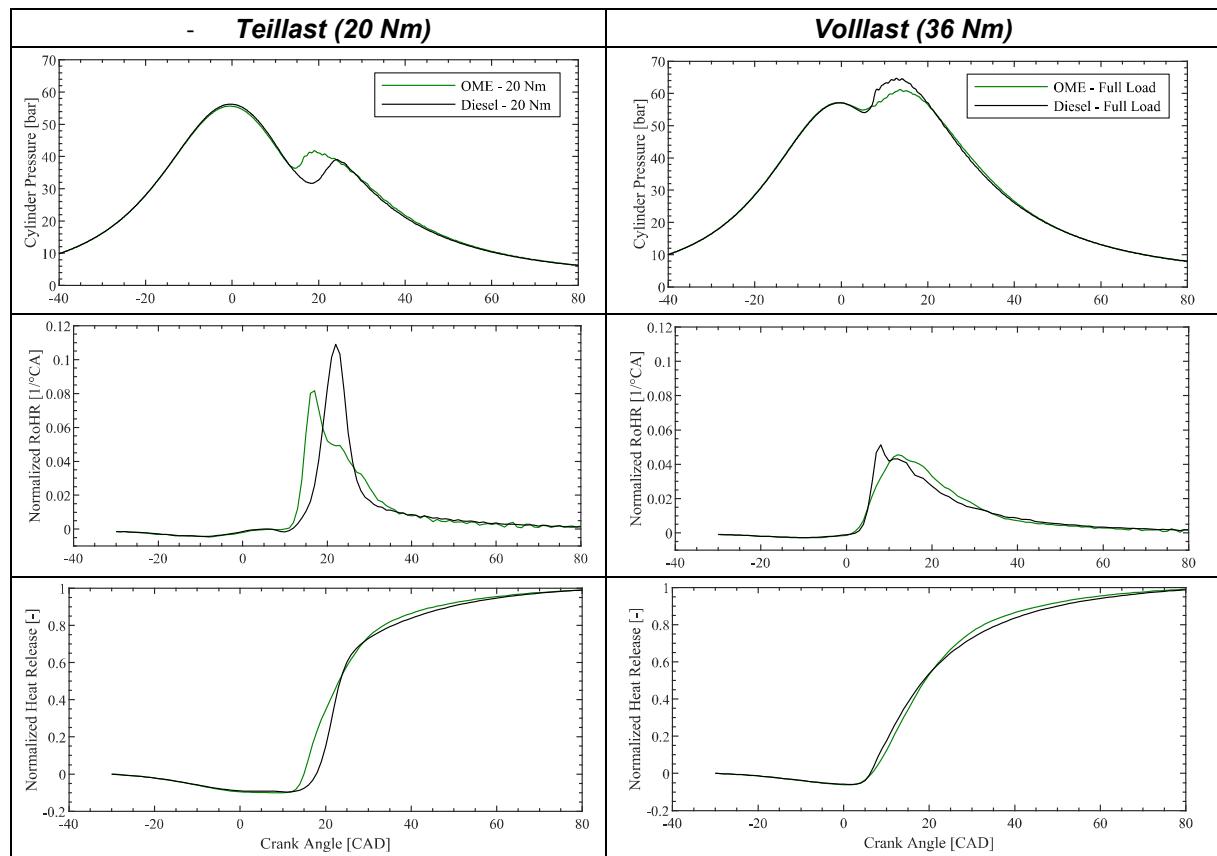 - Teillast (20 Nm)
Volllast (36 Nm)
Cylinder Pressure [bar]
70
60
50
40
30
20
10
0
-40 -20 0 20 40 60 80
OME - 20 Nm
Diesel - 20 Nm
Cylinder Pressure [bar]
70
60
50
40
30
20
10
0
-40 -20 0 20 40 60 80
OME - Full Load
Diesel - Full Load
Normalized RoHR [1/°CA]
0.12
0.1
0.08
0.06
0.04
0.02
0
-40 -20 0 20 40 60 80
Normalized RoHR [1/°CA]
0.12
0.1
0.08
0.06
0.04
0.02
0
-40 -20 0 20 40 60 80
Normalized Heat Release [-]
1
0.8
0.6
0.4
0.2
0
-0.2
-40 -20 0 20 40 60 80
Crank Angle [CAD]
Normalized Heat Release [-]
1
0.8
0.6
0.4
0.2
0
-0.2
-40 -20 0 20 40 60 80
Crank Angle [CAD]